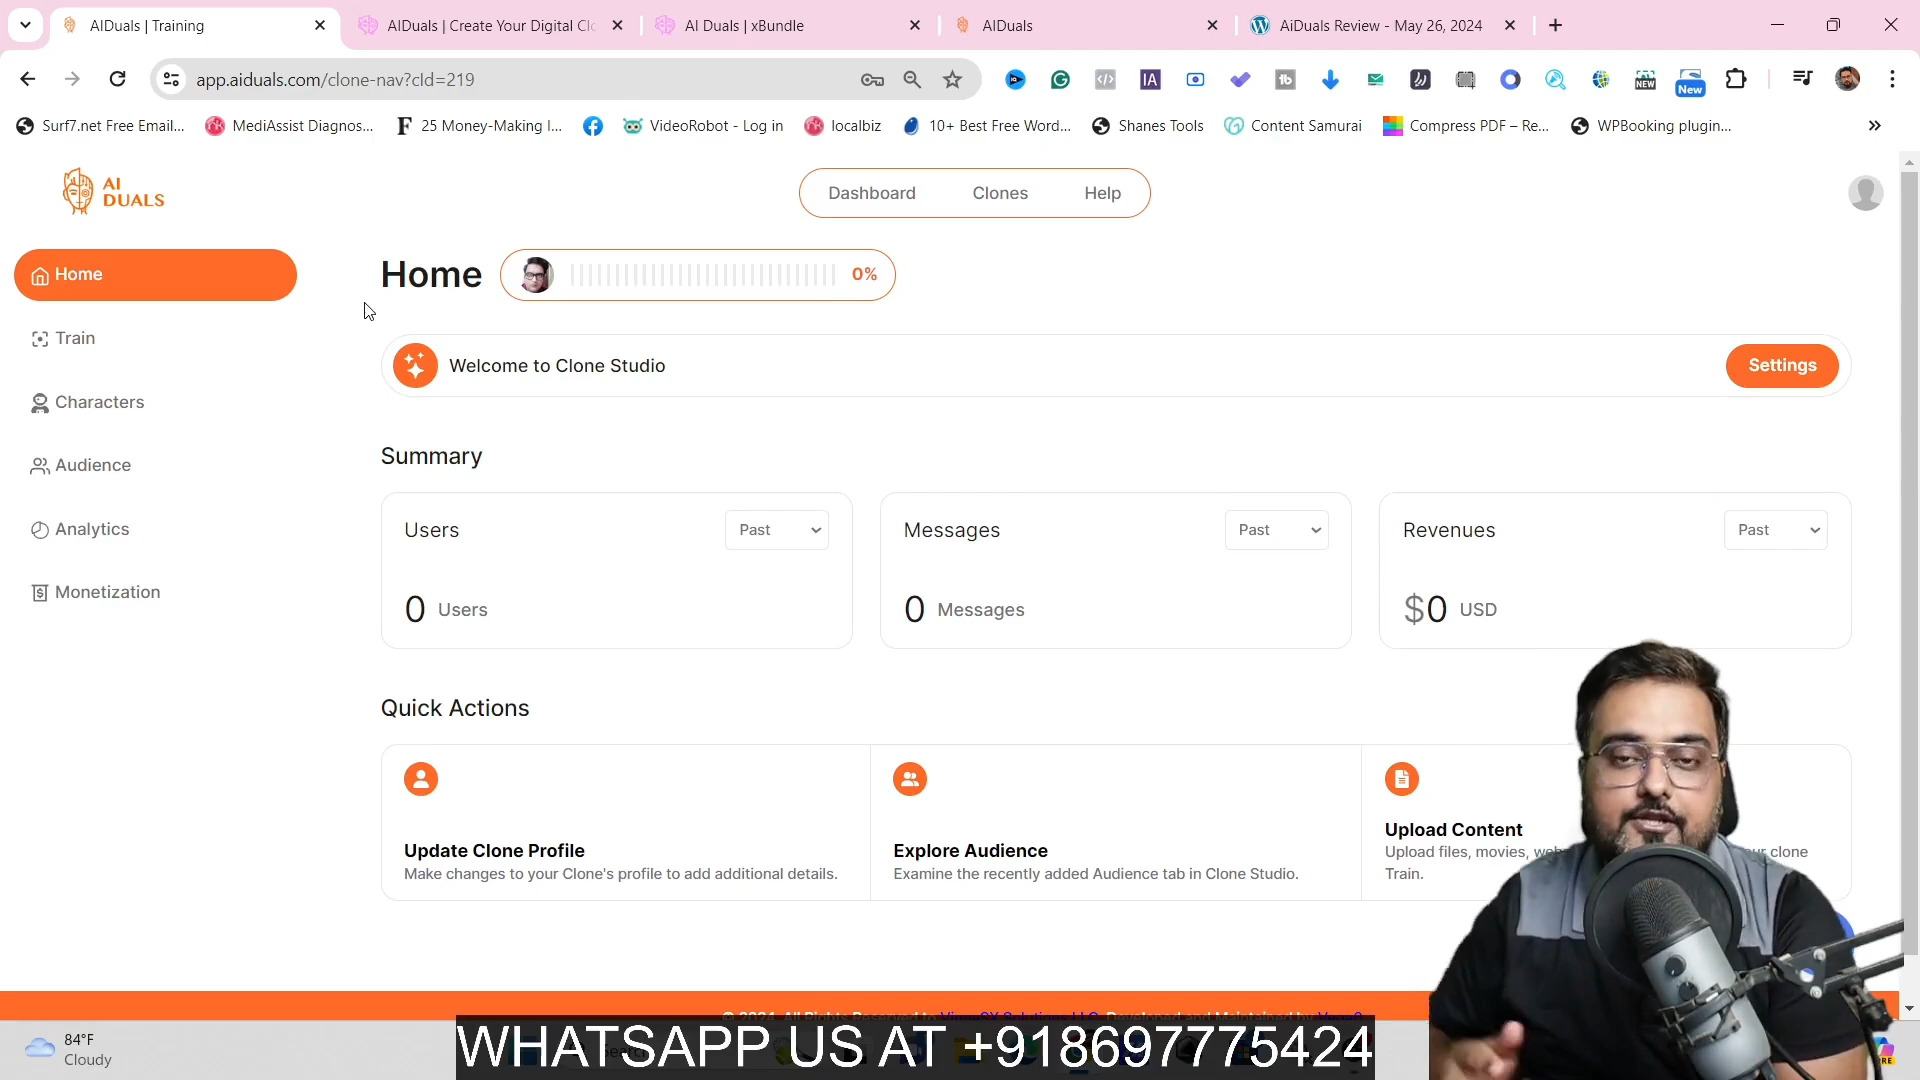 AIDuals | Training
AIDuals | Create Your Digital Clo
AI Duals | xBundle
AIDuals
AiDuals Review - May 26, 2024
app.aiduals.com/clone-nav?cId=219
New
Surf7.net Free Email...
MediAssist Diagnos...
25 Money-Making I...
VideoRobot - Log in
localbiz
10+ Best Free Word...
Shanes Tools
Content Samurai
Compress PDF – Re...
WPBooking plugin...
AI
DUALS
Dashboard
Clones
Help
Home
Train
Characters
Audience
Analytics
Monetization
Home
0%
Welcome to Clone Studio
Settings
Summary
Users
Past
0 Users
Messages
Past
0 Messages
Revenues
Past
$0 USD
Quick Actions
Update Clone Profile
Make changes to your Clone's profile to add additional details.
Explore Audience
Examine the recently added Audience tab in Clone Studio.
Upload Content
Upload files, movies, clone
Train.
84°F
Cloudy
WHATSAPP US AT +918697775424